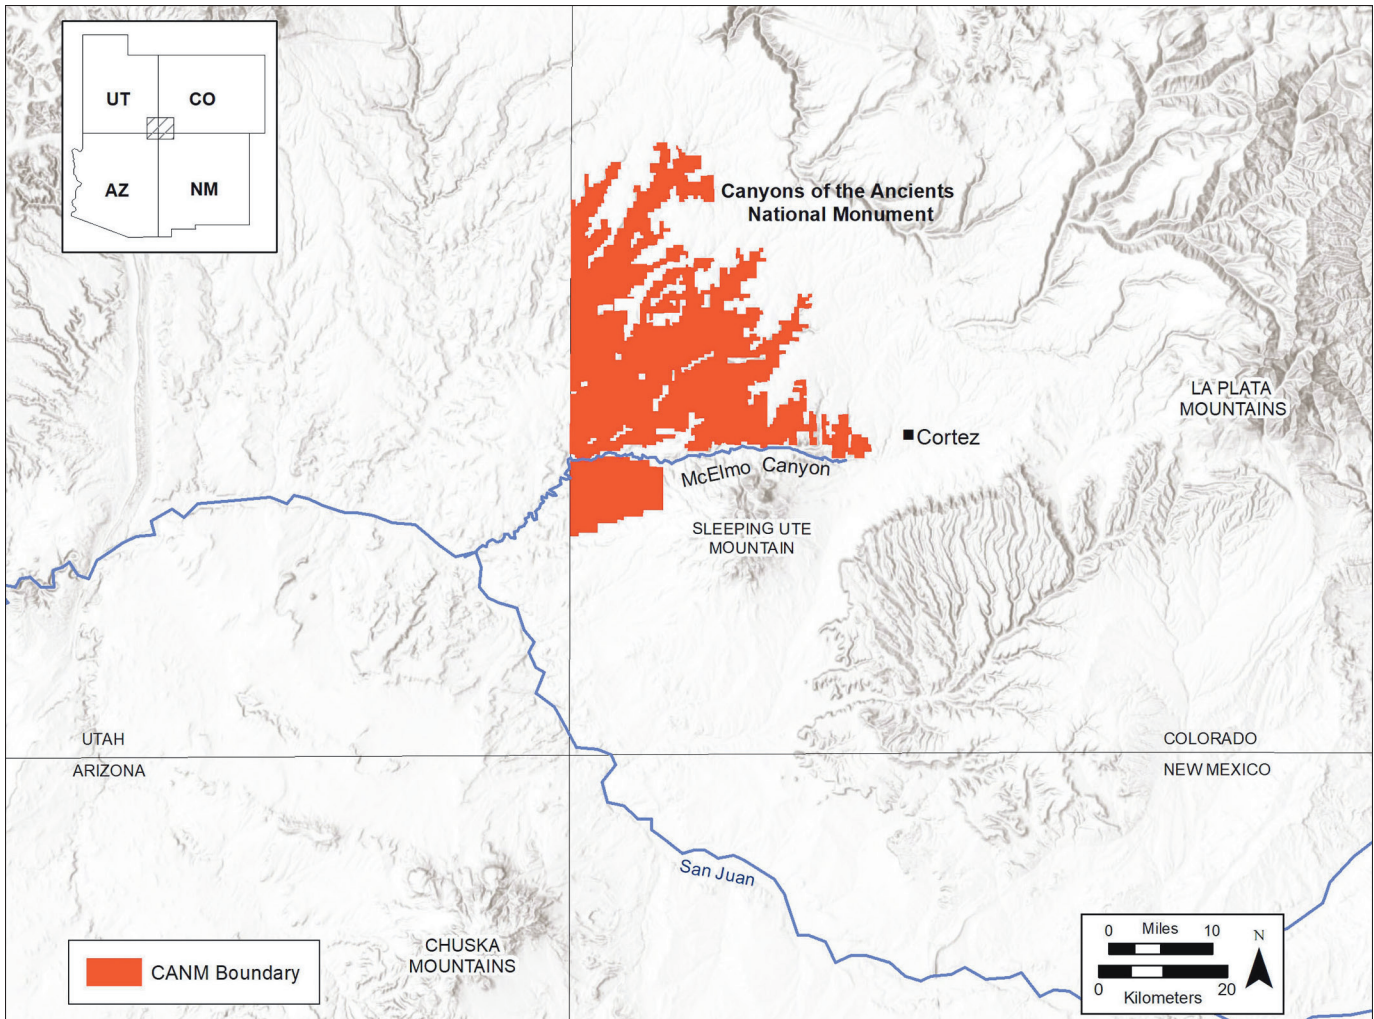 UT
CO
AZ
NM
Canyons of the Ancients
National Monument
LA PLATA
MOUNTAINS
Cortez
McElmo Canyon
SLEEPING UTE
MOUNTAIN
UTAH
COLORADO
ARIZONA
NEW MEXICO
San Juan
CHUSKA
MOUNTAINS
CANM Boundary
0 Miles 10
N
0 20
Kilometers